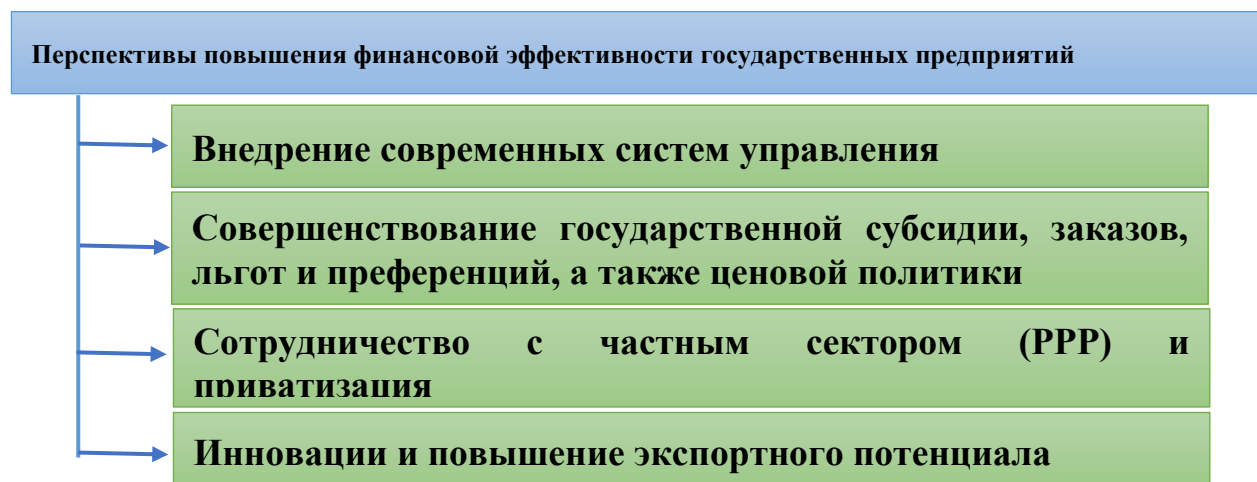 Перспективы повышения финансовой эффективности государственных предприятий
Внедрение современных систем управления
Совершенствование государственной субсидии, заказов,
льгот и преференций, а также ценовой политики
Сотрудничество с частным сектором (PPP) и
приватизация
Инновации и повышение экспортного потенциала